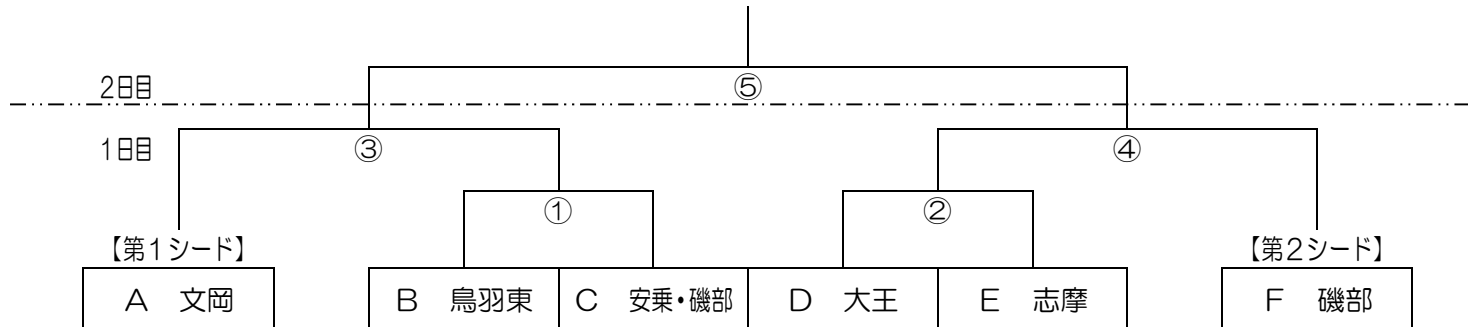 2日目
⑤
1日目
③
④
①
②
【第1シード】
【第2シード】
A 文岡
B 鳥羽東
C 安乗・磯部
D 大王
E 志摩
F 磯部